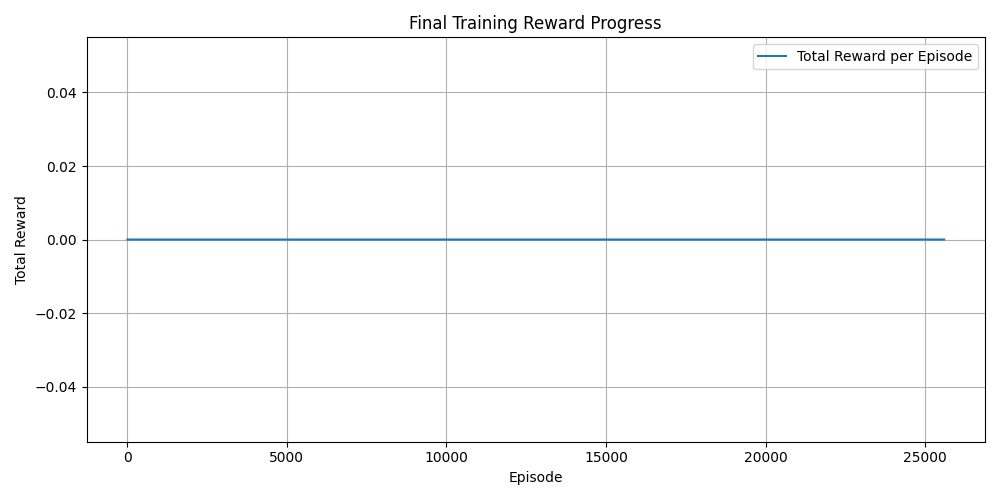 Final Training Reward Progress
Total Reward per Episode
0.04
0.02
0.00
−0.02
−0.04
Total Reward
0 5000 10000 15000 20000 25000
Episode